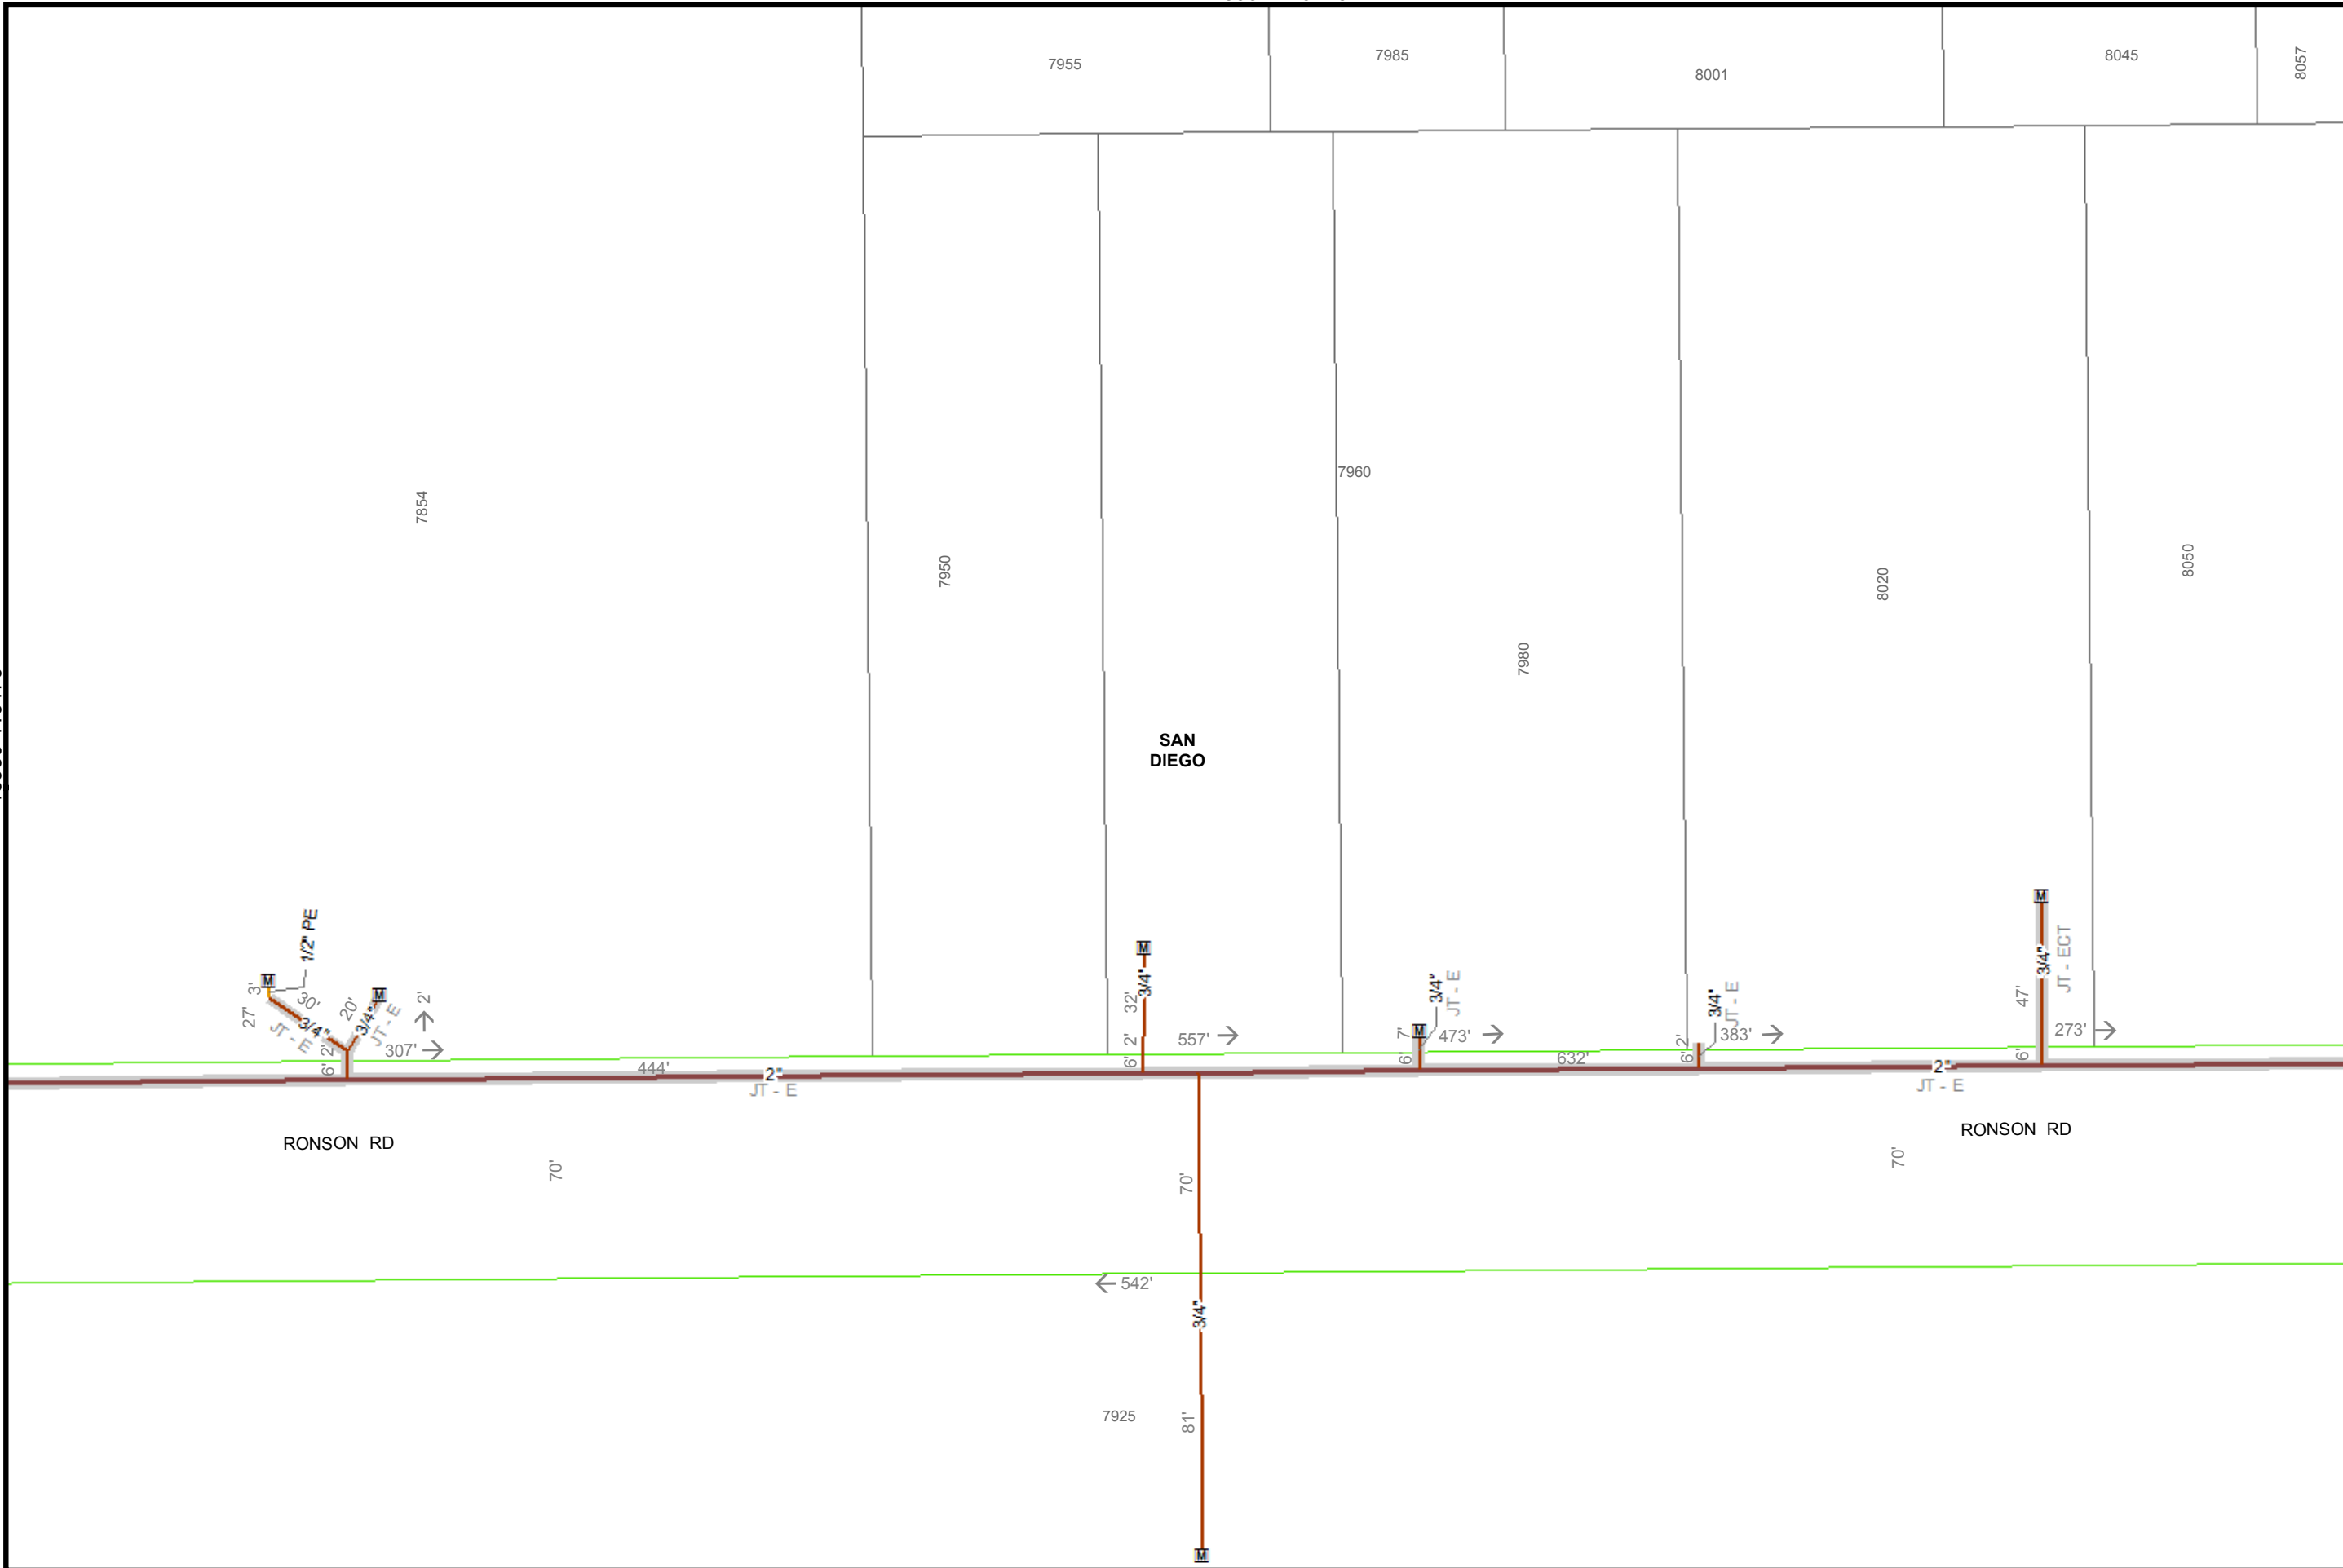 7955
7985
8001
8045
8057
7854
7950
7960
7980
8020
8050
SAN
DIEGO
1/2" PE
3'
30'
27'
3/4"
JT - E
20'
3/4"
JT - E
2'
6' 2'
307'
444'
2"
JT - E
3/4"
32'
6' 2'
557'
3/4"
JT - E
7'
6'
473'
632'
3/4"
JT - E
6' 2'
383'
2"
JT - E
3/4"
JT - ECT
47'
6'
273'
RONSON RD
RONSON RD
70'
70'
70'
542'
3/4"
7925
81'
M
M
M
M
M
M